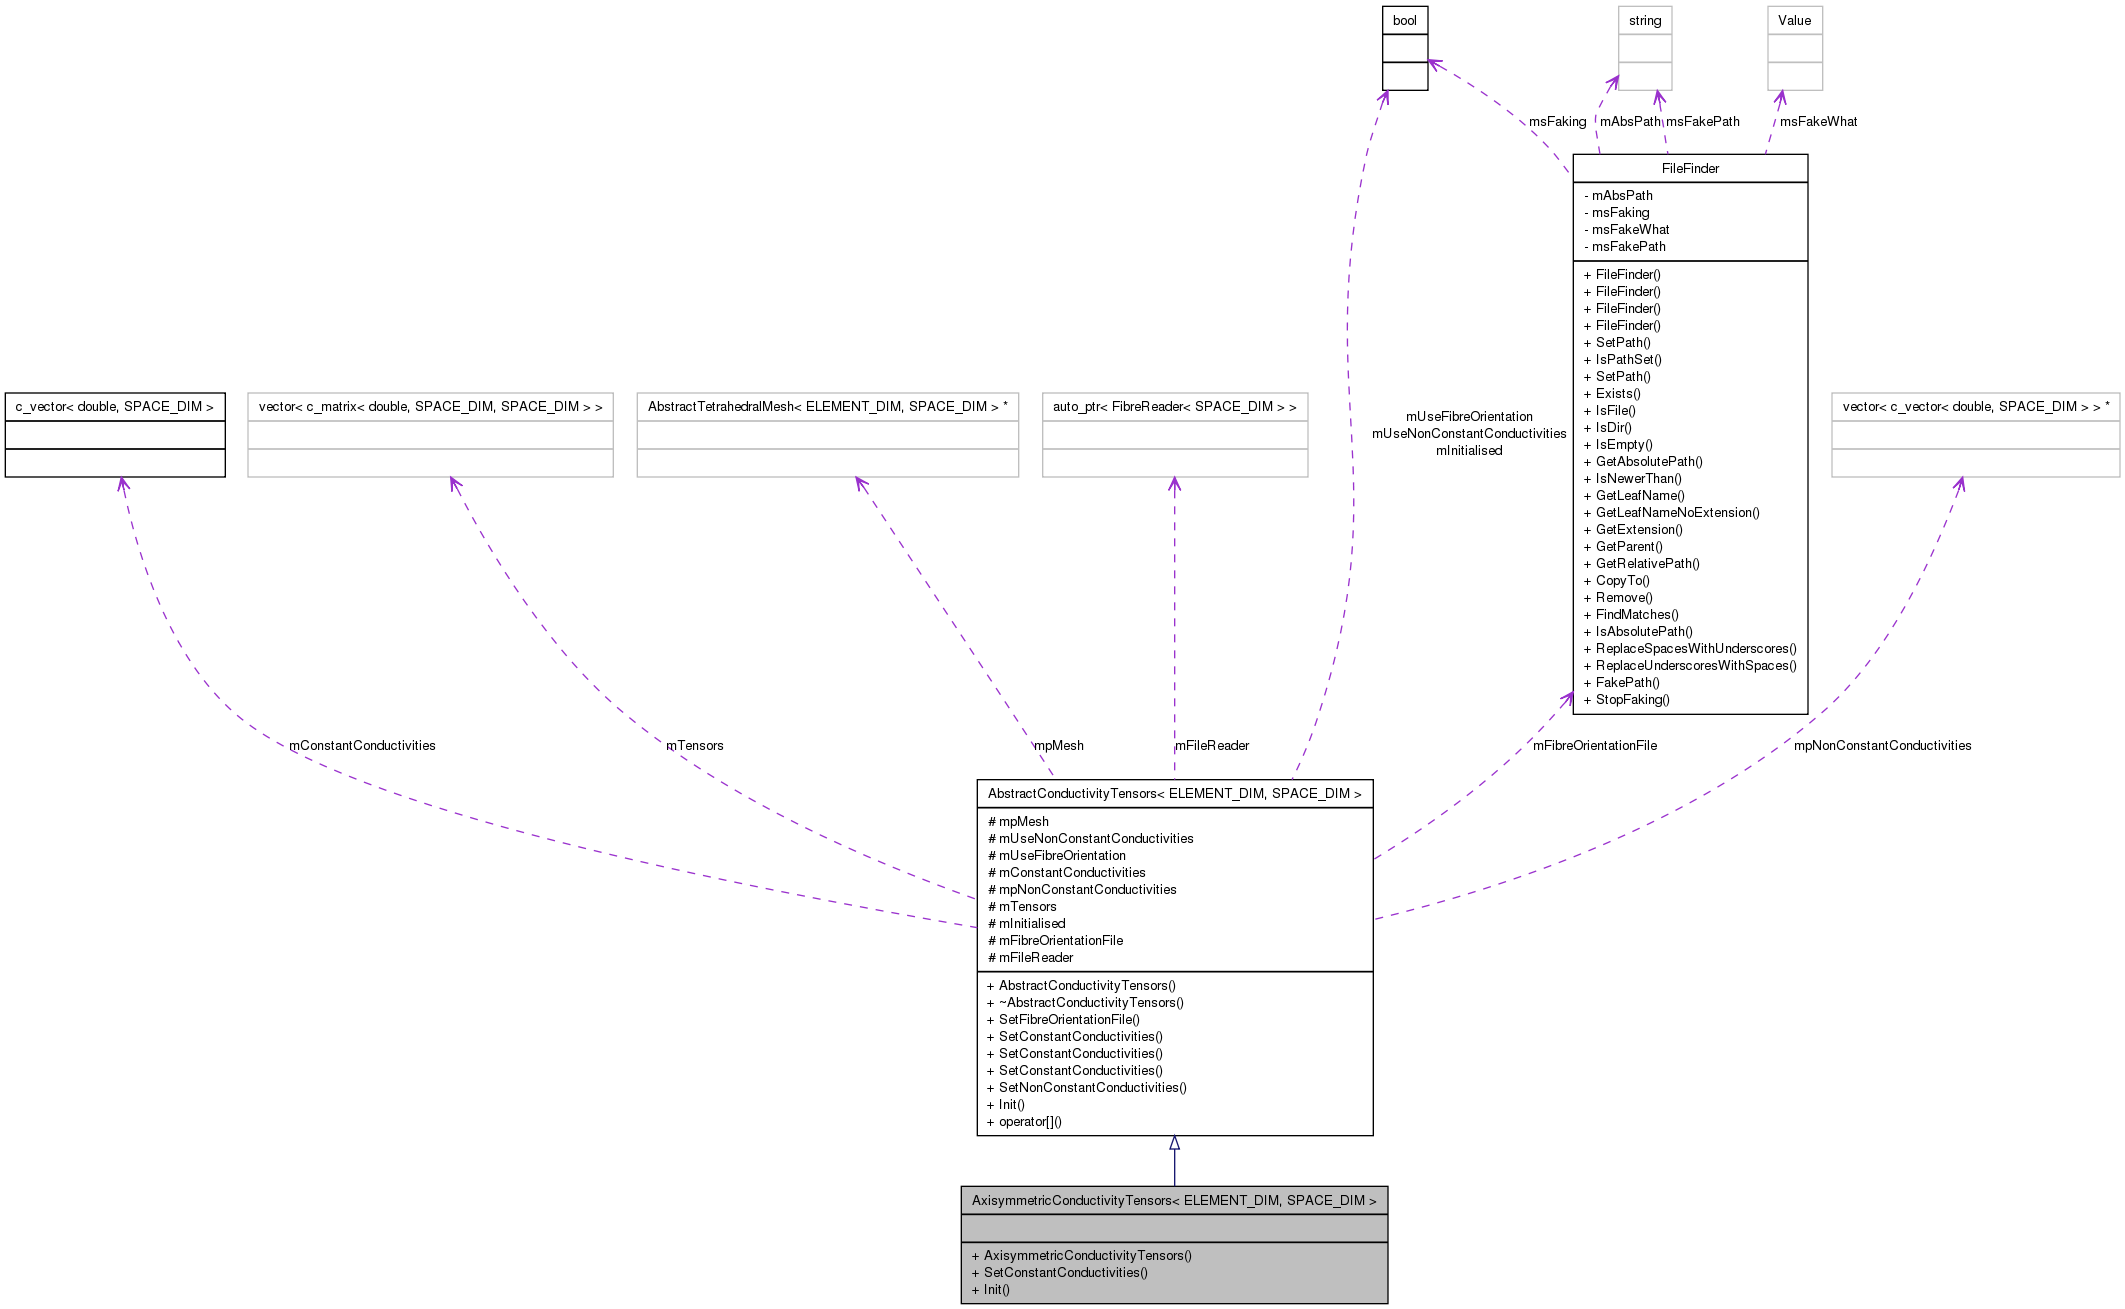 bool
string
Value
msFaking
mAbsPath
msFakePath
msFakeWhat
FileFinder
- mAbsPath
- msFaking
- msFakeWhat
- msFakePath
+ FileFinder()
+ FileFinder()
+ FileFinder()
+ FileFinder()
+ SetPath()
+ IsPathSet()
+ SetPath()
+ Exists()
+ IsFile()
+ IsDir()
+ IsEmpty()
+ GetAbsolutePath()
+ IsNewerThan()
+ GetLeafName()
+ GetLeafNameNoExtension()
+ GetExtension()
+ GetParent()
+ GetRelativePath()
+ CopyTo()
+ Remove()
+ FindMatches()
+ IsAbsolutePath()
+ ReplaceSpacesWithUnderscores()
+ ReplaceUnderscoresWithSpaces()
+ FakePath()
+ StopFaking()
c_vector< double, SPACE_DIM >
vector< c_matrix< double, SPACE_DIM, SPACE_DIM > >
AbstractTetrahedralMesh< ELEMENT_DIM, SPACE_DIM > *
auto_ptr< FibreReader< SPACE_DIM > >
vector< c_vector< double, SPACE_DIM > > *
mUseFibreOrientation
mUseNonConstantConductivities
mInitialised
mConstantConductivities
mTensors
mpMesh
mFileReader
mFibreOrientationFile
mpNonConstantConductivities
AbstractConductivityTensors< ELEMENT_DIM, SPACE_DIM >
# mpMesh
# mUseNonConstantConductivities
# mUseFibreOrientation
# mConstantConductivities
# mpNonConstantConductivities
# mTensors
# mInitialised
# mFibreOrientationFile
# mFileReader
+ AbstractConductivityTensors()
+ ~AbstractConductivityTensors()
+ SetFibreOrientationFile()
+ SetConstantConductivities()
+ SetConstantConductivities()
+ SetConstantConductivities()
+ SetNonConstantConductivities()
+ Init()
+ operator[]()
AxisymmetricConductivityTensors< ELEMENT_DIM, SPACE_DIM >
+ AxisymmetricConductivityTensors()
+ SetConstantConductivities()
+ Init()